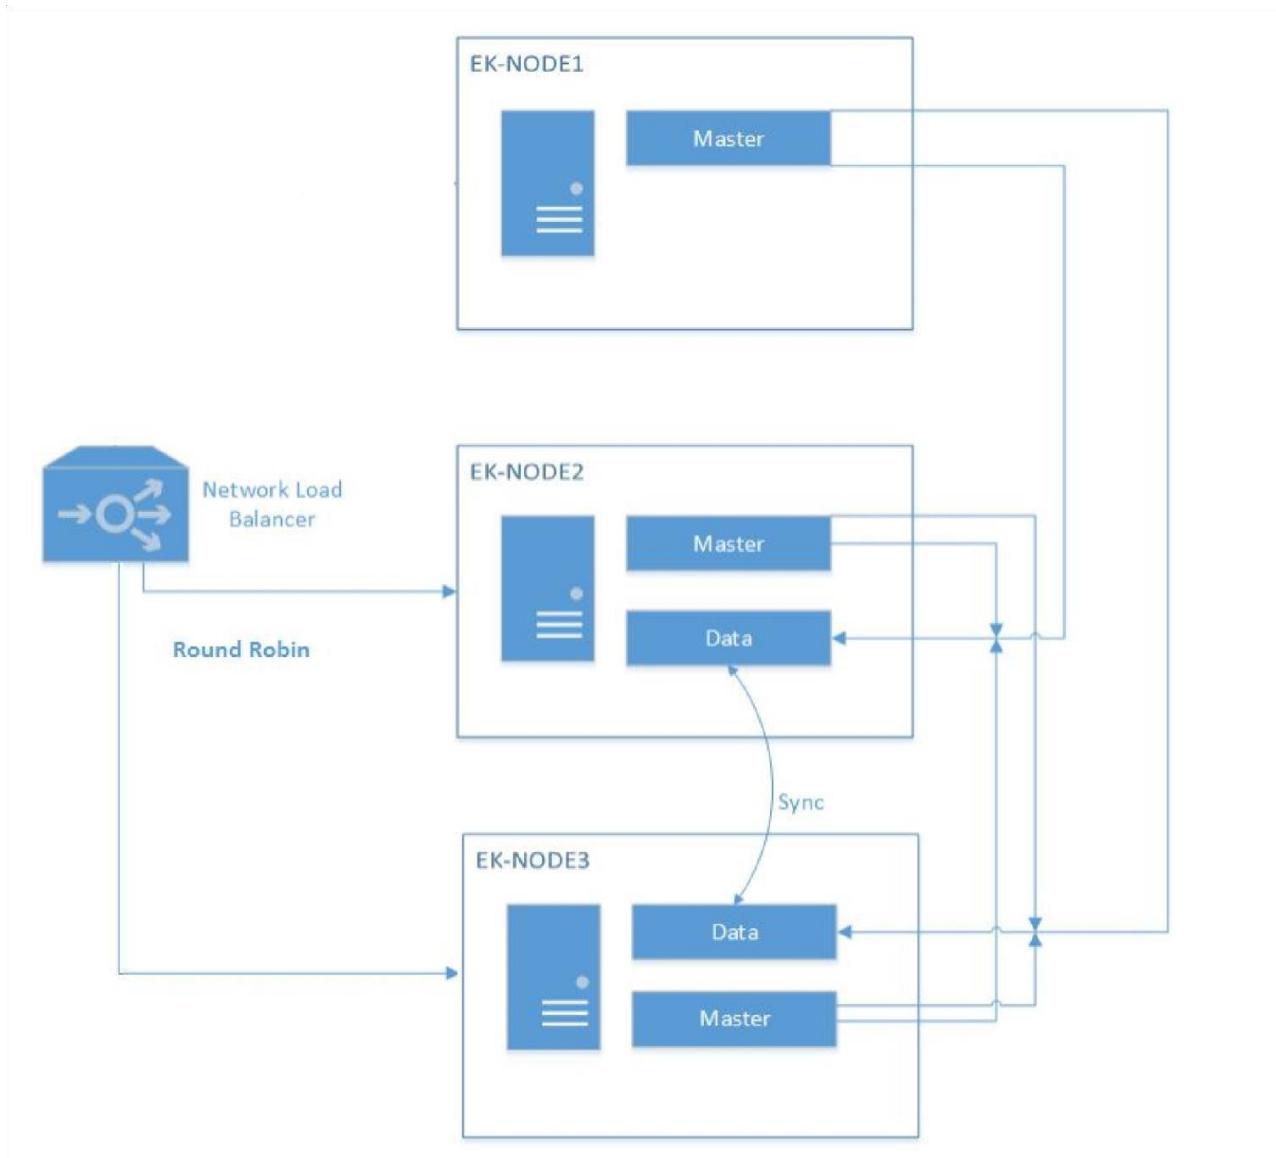 EK-NODE1
Master
EK-NODE2
Network Load
Balancer
Master
Round Robin
Data
Sync
EK-NODE3
Data
Master